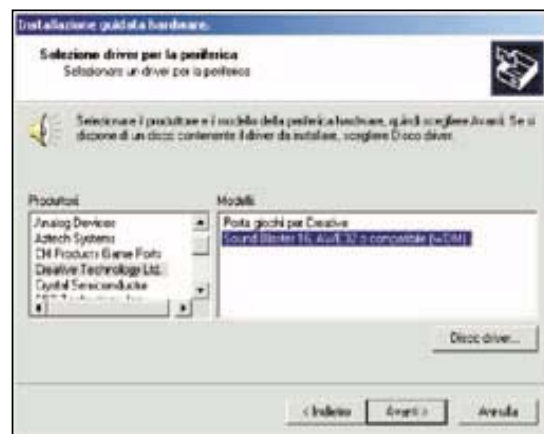 Installazione guidata hardware.
Selezione driver per la periferica
Selezionare un driver per la periferica
Selezionare il produttore e il modello della periferica hardware, quindi scegliere Avanti. Se si
dispone di un disco contenente il driver da installare, scegliere Disco driver.
Produttori
Modelli
Analog Devices
Aztech Systems
CH Products Game Ports
Creative Technology Ltd.
Crystal Semiconductor
Porta giochi per Creative
Sound Blaster 16, AWE32 o compatibile (WDM)
Disco driver...
< Indietro
Avanti >
Annulla